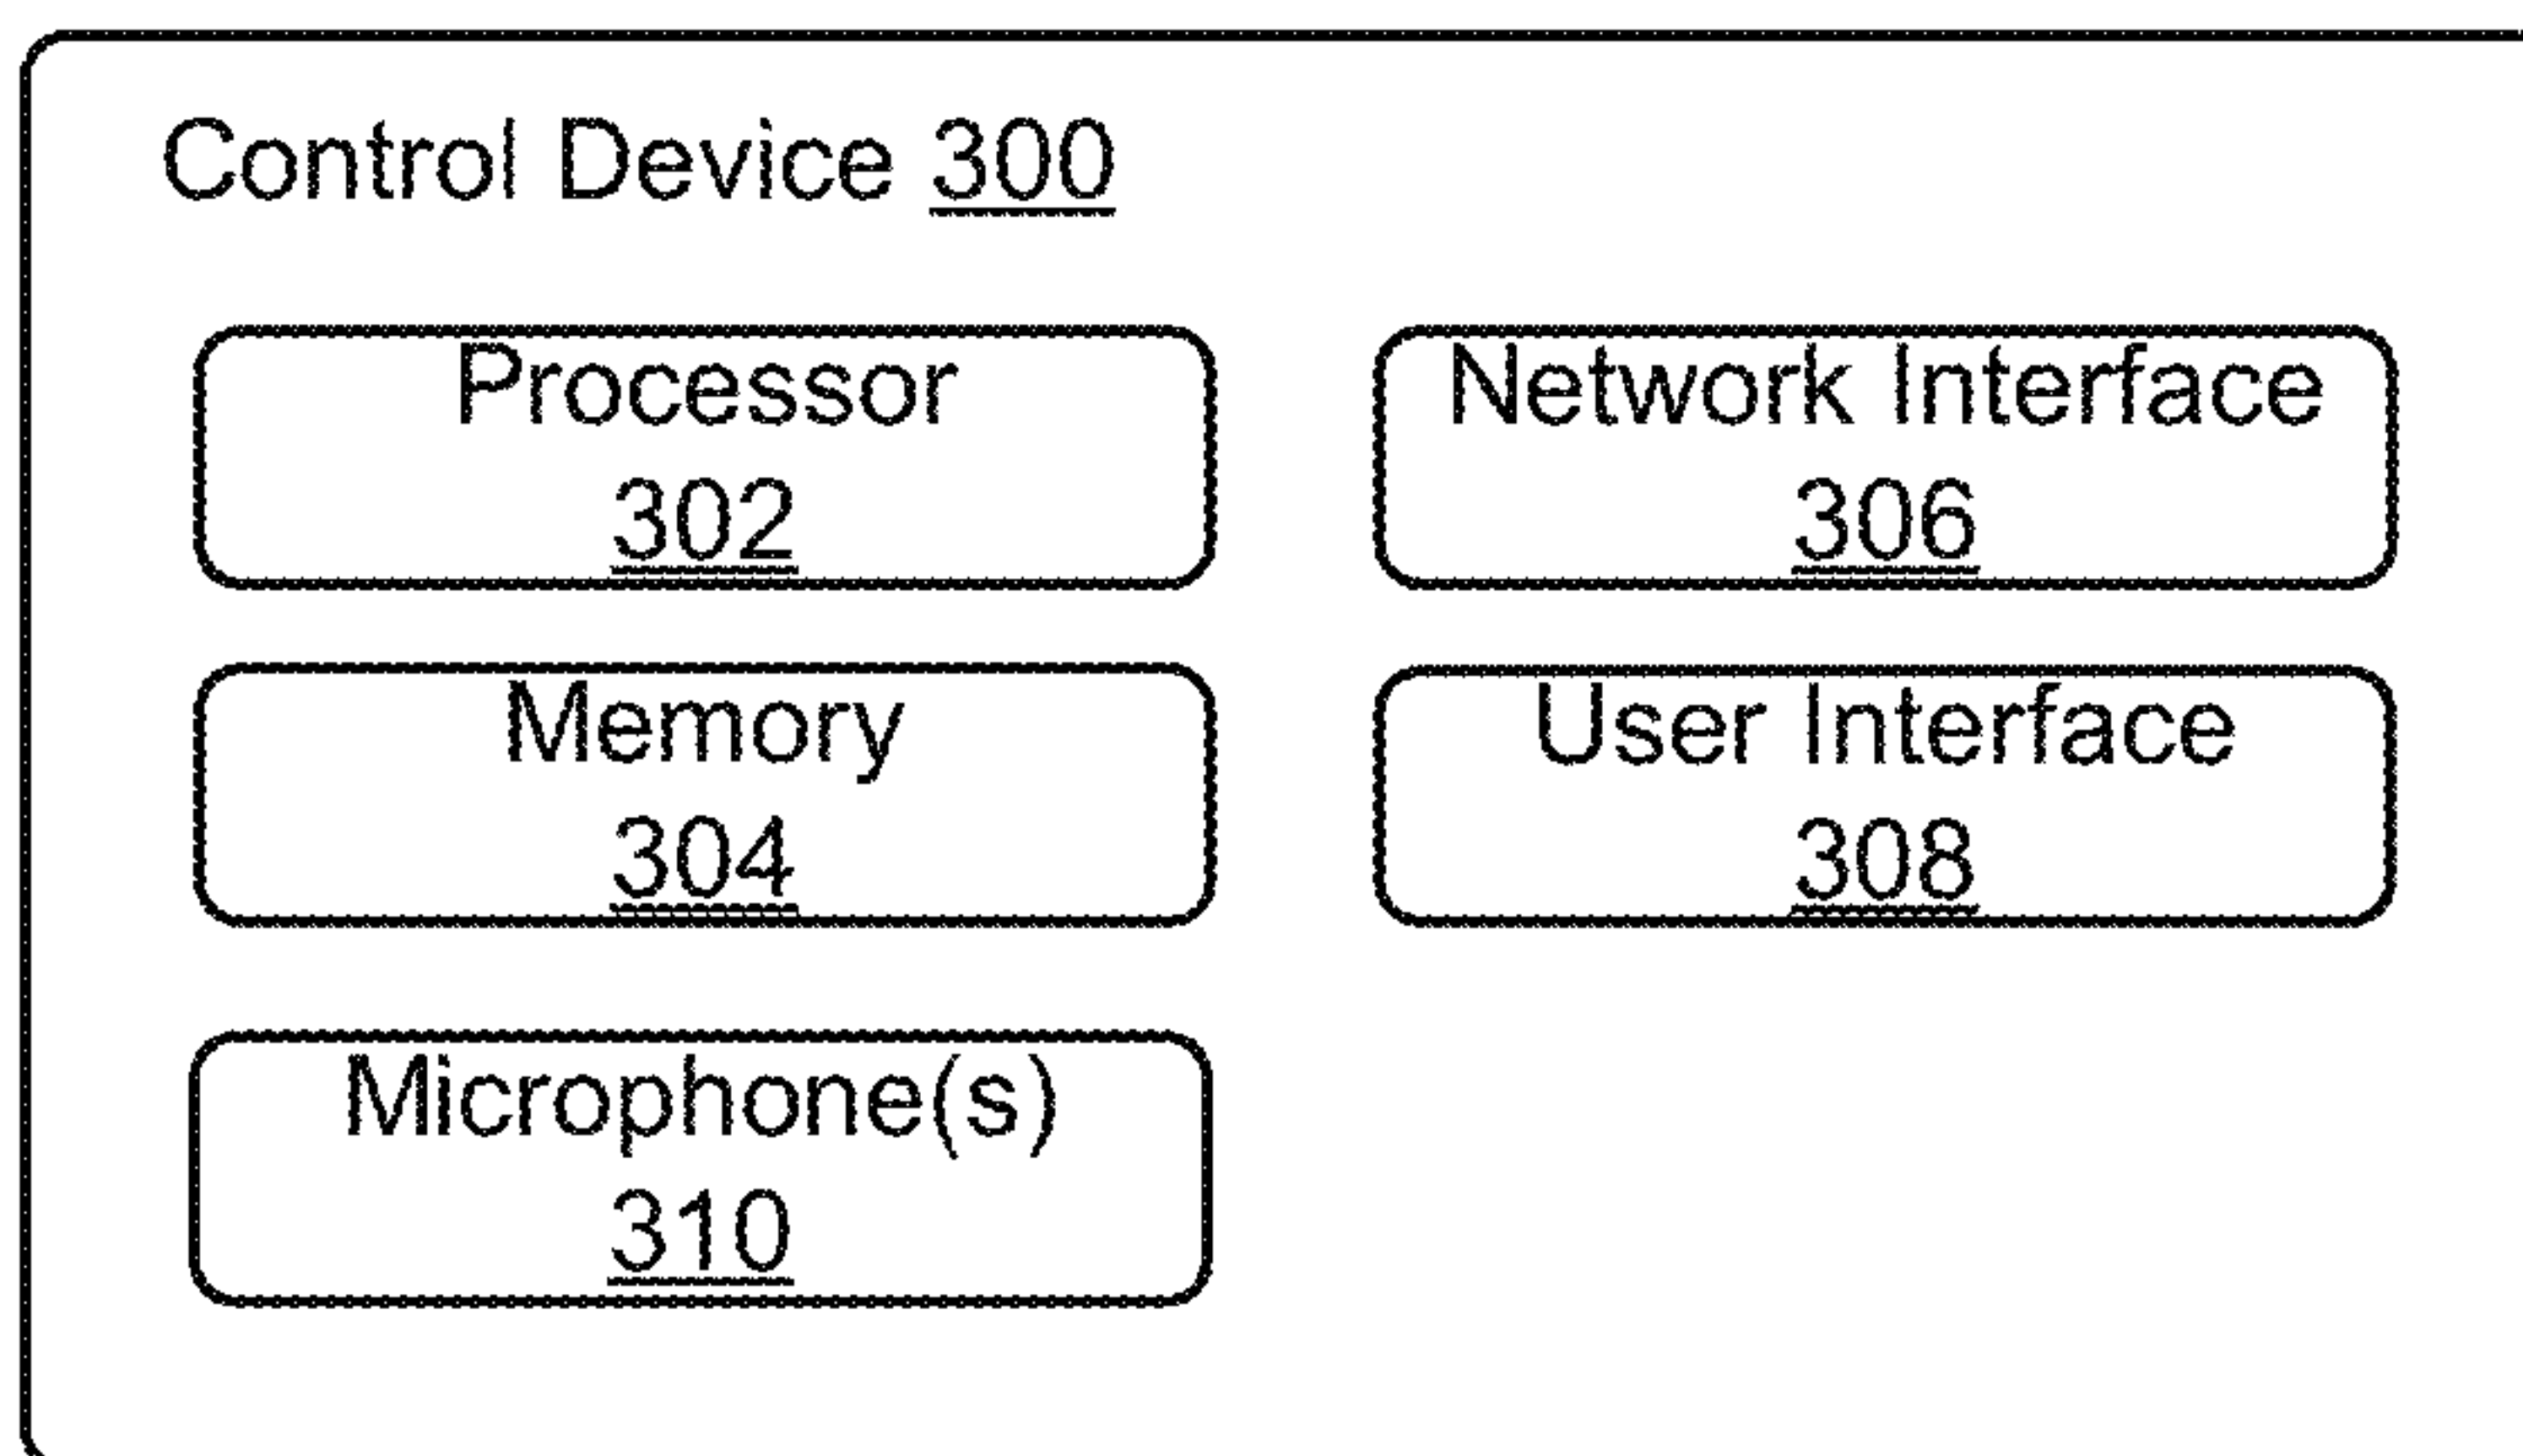 Control Device 300
Processor
302
Network Interface
306
Memory
304
User Interface
308
Microphone(s)
310